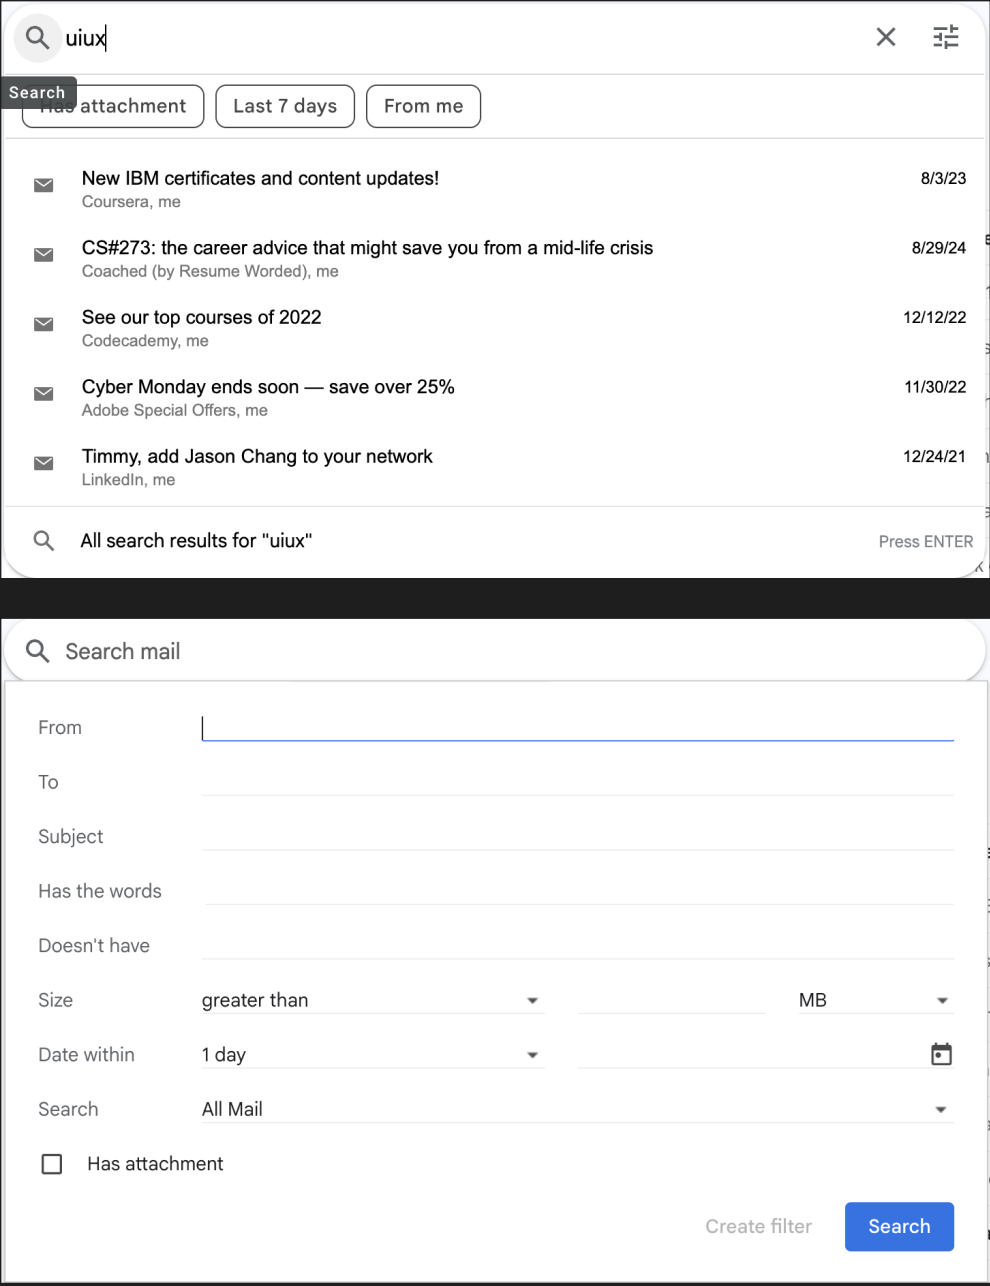 uiux
Search
Has attachment Last 7 days From me
New IBM certificates and content updates! 8/3/23
Coursera, me
CS#273: the career advice that might save you from a mid-life crisis 8/29/24
Coached (by Resume Worded), me
See our top courses of 2022 12/12/22
Codecademy, me
Cyber Monday ends soon — save over 25% 11/30/22
Adobe Special Offers, me
Timmy, add Jason Chang to your network 12/24/21
LinkedIn, me
All search results for "uiux" Press ENTER
Search mail
From
To
Subject
Has the words
Doesn't have
Size greater than MB
Date within 1 day
Search All Mail
Has attachment
Create filter Search